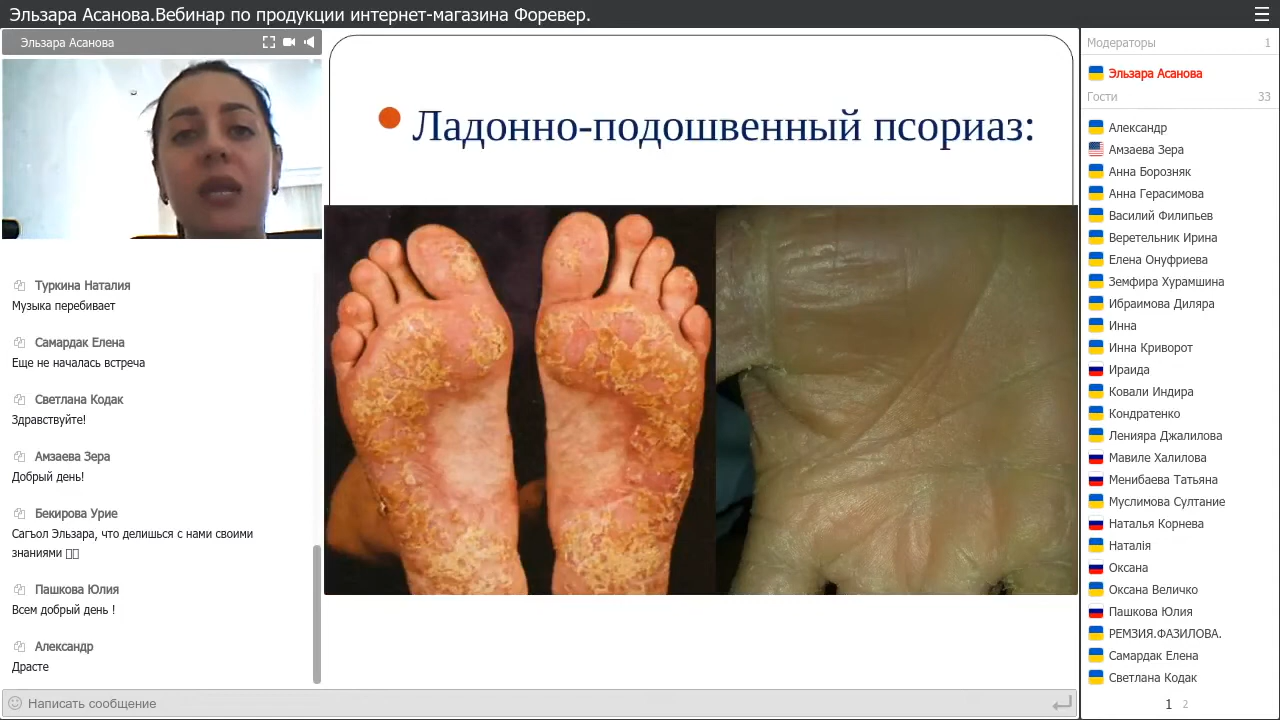 Эльзара Асанова.Вебинар по продукции интернет-магазина Форевер.
Эльзара Асанова
Туркина Наталия
Музыка перебивает
Самардак Елена
Еще не началась встреча
Светлана Кодак
Здравствуйте!
Амзаева Зера
Добрый день!
Бекирова Урие
Сагъол Эльзара, что делишься с нами своими
знаниями
Пашкова Юлия
Всем добрый день !
Александр
Драсте
Написать сообщение
Ладонно-подошвенный псориаз:
Модераторы 1
Эльзара Асанова
Гости 33
Александр
Амзаева Зера
Анна Борозняк
Анна Герасимова
Василий Филипьев
Веретельник Ирина
Елена Онуфриева
Земфира Хурамшина
Ибраимова Диляра
Инна
Инна Криворот
Ираида
Ковали Индира
Кондратенко
Ленияра Джалилова
Мавиле Халилова
Менибаева Татьяна
Муслимова Султание
Наталья Корнева
Наталія
Оксана
Оксана Величко
Пашкова Юлия
РЕМЗИЯ.ФАЗИЛОВА.
Самардак Елена
Светлана Кодак
1 2